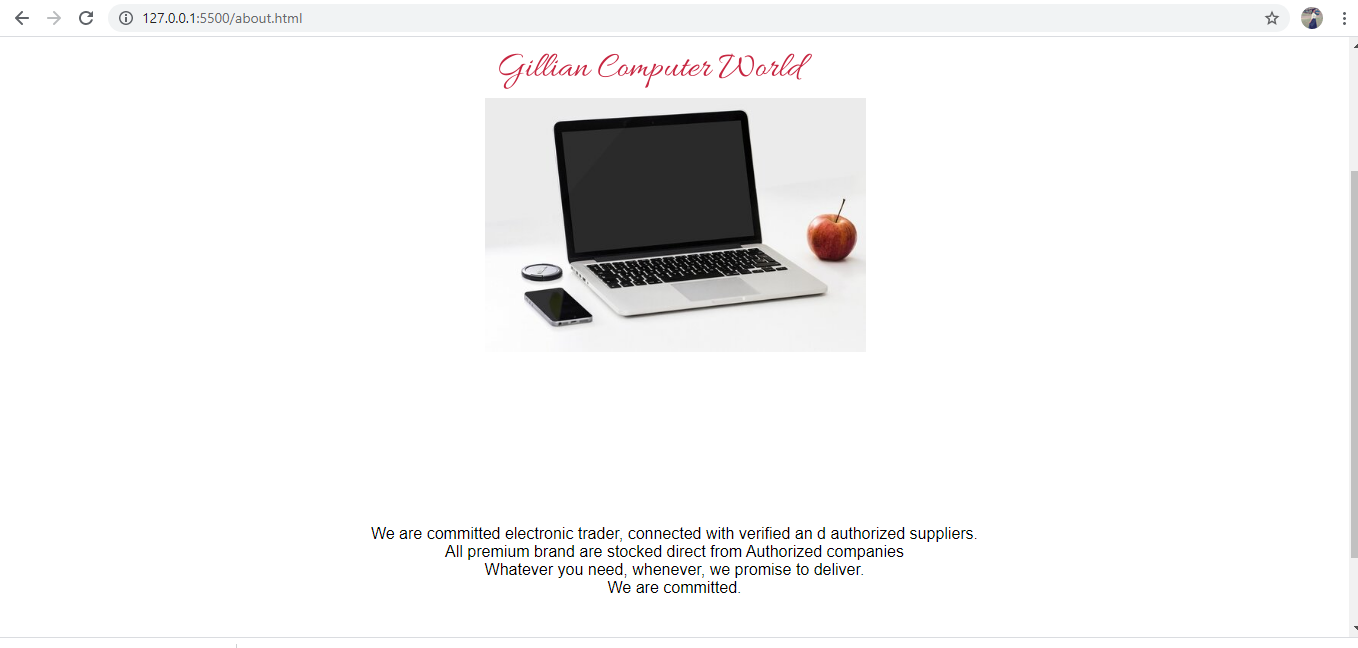 127.0.0.1:5500/about.html
Gillian Computer World
We are committed electronic trader, connected with verified an d authorized suppliers.
All premium brand are stocked direct from Authorized companies
Whatever you need, whenever, we promise to deliver.
We are committed.